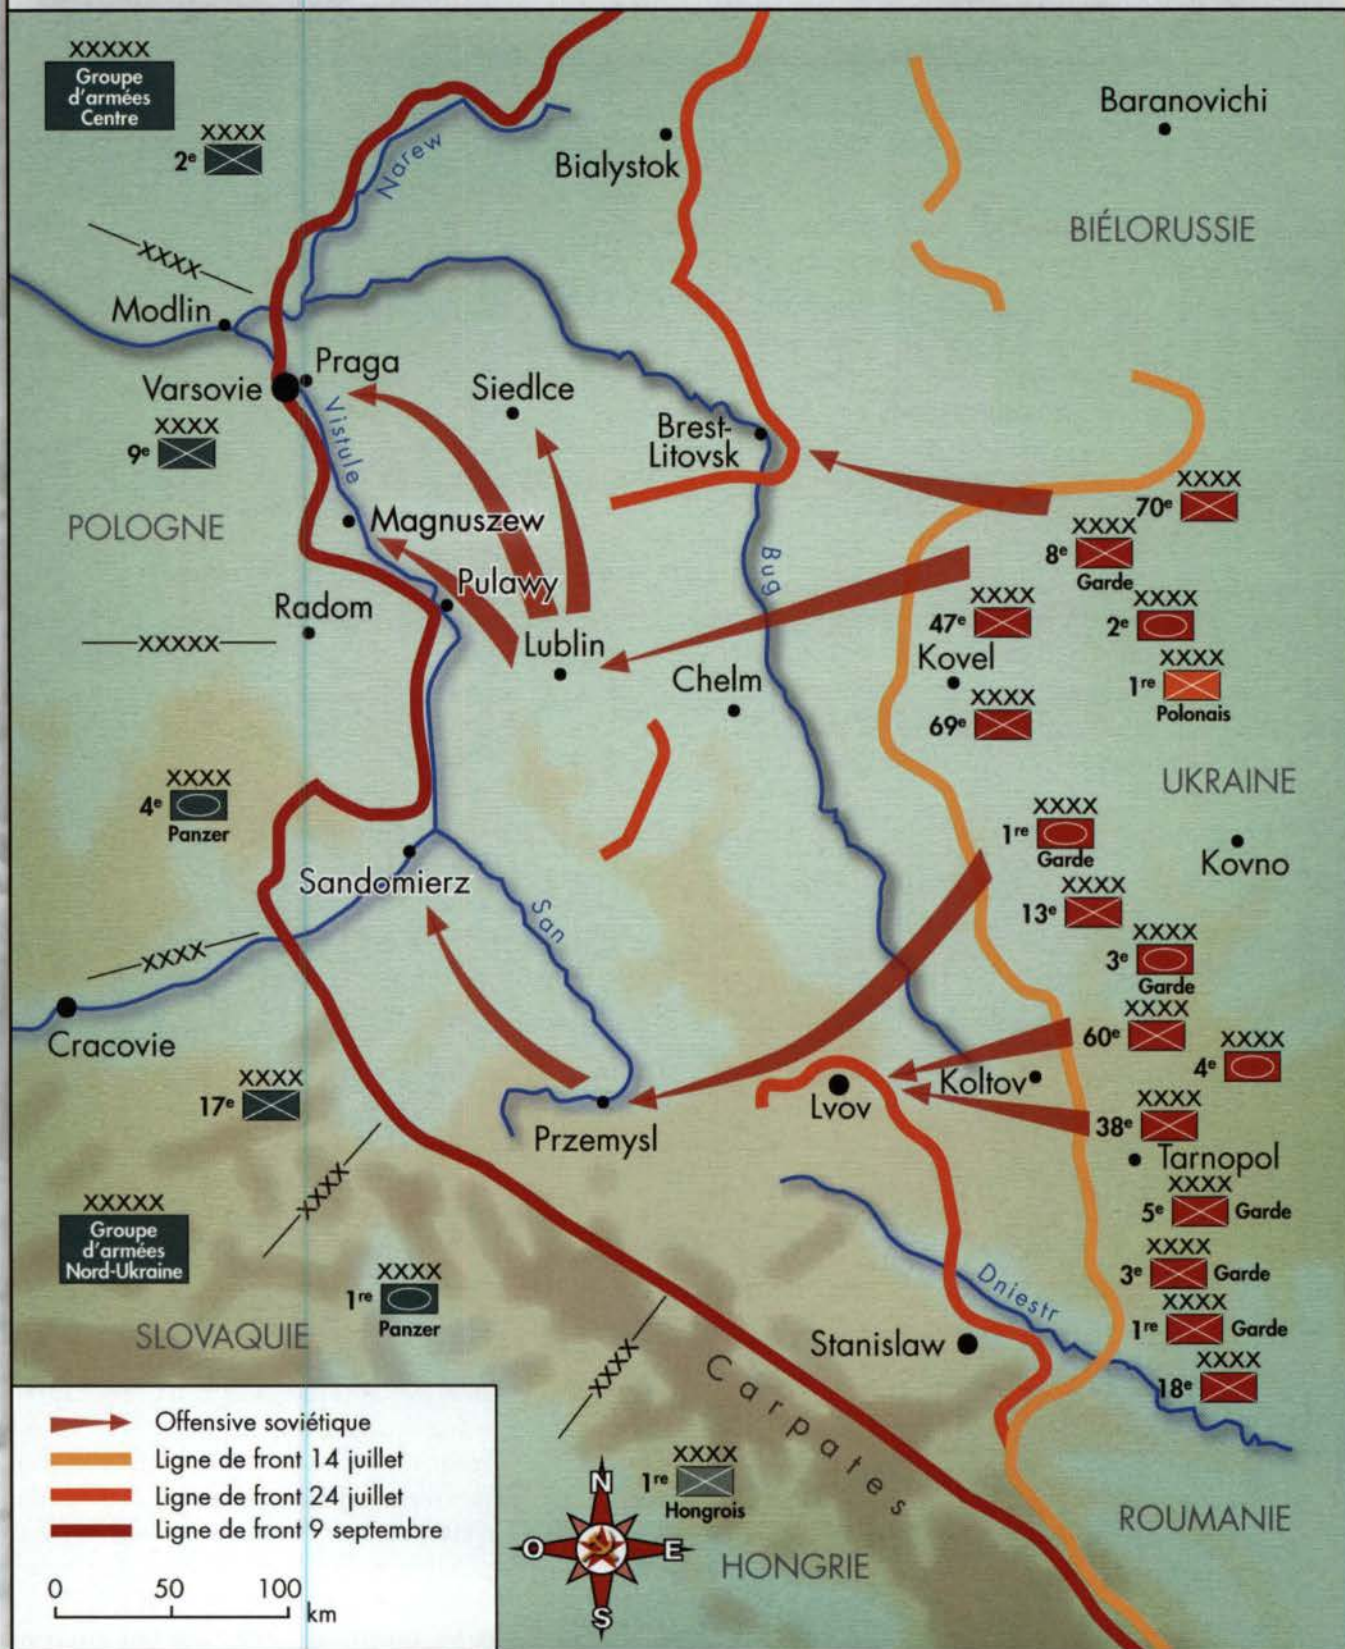 XXXXX
Groupe
d'armées
Centre
XXXX
2e
Narew
Bialystok
Baranovichi
BIÉLORUSSIE
XXXX
Modlin
Praga
Varsovie
Vistule
Siedlce
Brest-
Litovsk
XXXX
9e
POLOGNE
Magnuszew
Pulawy
Radom
XXXXX
Lublin
Chelm
Bug
XXXX
70e
XXXX
8e
Garde
XXXX
47e
XXXX
2e
Kovel
XXXX
1re
Polonais
XXXX
69e
UKRAINE
XXXX
4e
Panzer
XXXX
1re
Garde
Kovno
Sandomierz
San
XXXX
13e
XXXX
XXXX
3e
Garde
Cracovie
XXXX
60e
XXXX
4e
Koltov
Lvov
XXXX
17e
Przemysl
XXXX
38e
Tarnopol
XXXX
XXXX
5e Garde
XXXXX
Groupe
d'armées
Nord-Ukraine
XXXX
3e Garde
Dniestr
XXXX
1re
Panzer
XXXX
1re Garde
SLOVAQUIE
Stanislaw
XXXX
XXXX
18e
Carpates
Offensive soviétique
Ligne de front 14 juillet
Ligne de front 24 juillet
Ligne de front 9 septembre
0 50 100
km
N
O E
S
XXXX
1re
Hongrois
HONGRIE
ROUMANIE